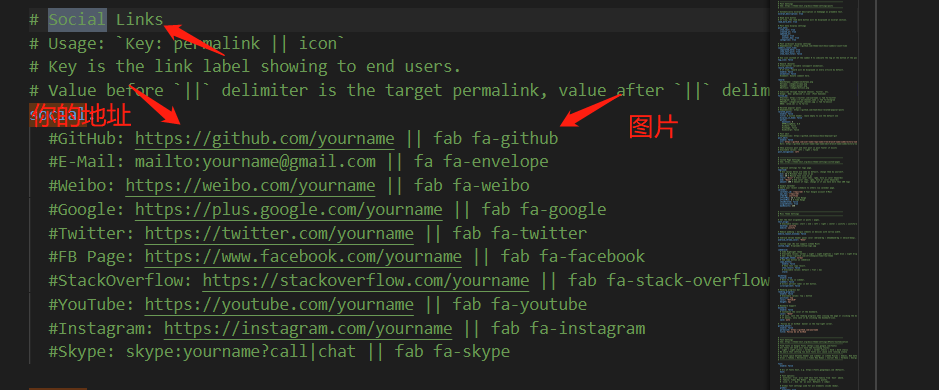 # Social Links
# Usage: `Key: permalink || icon`
# Key is the link label showing to end users.
# Value before `||` delimiter is the target permalink, value after `||` delim
你的地址
social:
图片
#GitHub: https://github.com/yourname || fab fa-github
#E-Mail: mailto:yourname@gmail.com || fa fa-envelope
#Weibo: https://weibo.com/yourname || fab fa-weibo
#Google: https://plus.google.com/yourname || fab fa-google
#Twitter: https://twitter.com/yourname || fab fa-twitter
#FB Page: https://www.facebook.com/yourname || fab fa-facebook
#StackOverflow: https://stackoverflow.com/yourname || fab fa-stack-overflow
#YouTube: https://youtube.com/yourname || fab fa-youtube
#Instagram: https://instagram.com/yourname || fab fa-instagram
#Skype: skype:yourname?call|chat || fab fa-skype